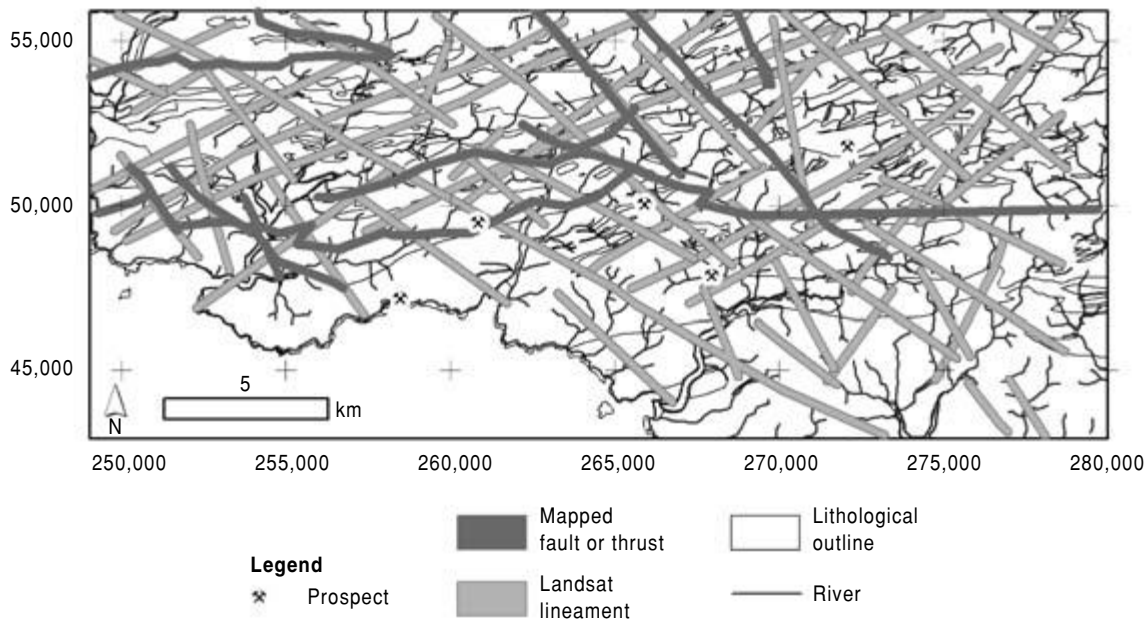 55,000
50,000
45,000
5
km
N
250,000 255,000 260,000 265,000 270,000 275,000 280,000
Mapped
fault or thrust
Lithological
outline
Legend
Prospect
Landsat
lineament
River